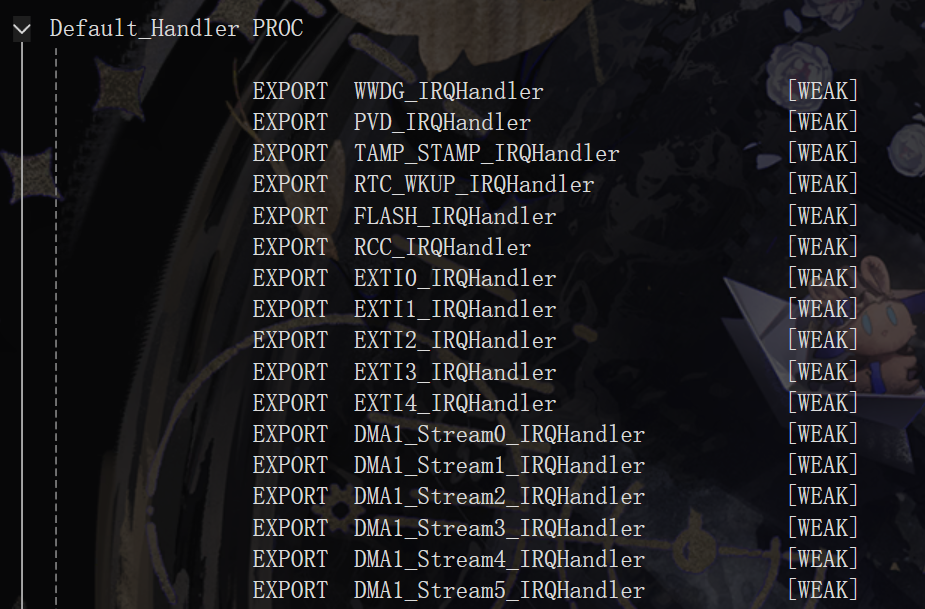 Default_Handler PROC
EXPORT WWDG_IRQHandler [WEAK]
EXPORT PVD_IRQHandler [WEAK]
EXPORT TAMP_STAMP_IRQHandler [WEAK]
EXPORT RTC_WKUP_IRQHandler [WEAK]
EXPORT FLASH_IRQHandler [WEAK]
EXPORT RCC_IRQHandler [WEAK]
EXPORT EXTI0_IRQHandler [WEAK]
EXPORT EXTI1_IRQHandler [WEAK]
EXPORT EXTI2_IRQHandler [WEAK]
EXPORT EXTI3_IRQHandler [WEAK]
EXPORT EXTI4_IRQHandler [WEAK]
EXPORT DMA1_Stream0_IRQHandler [WEAK]
EXPORT DMA1_Stream1_IRQHandler [WEAK]
EXPORT DMA1_Stream2_IRQHandler [WEAK]
EXPORT DMA1_Stream3_IRQHandler [WEAK]
EXPORT DMA1_Stream4_IRQHandler [WEAK]
EXPORT DMA1_Stream5_IRQHandler [WEAK]